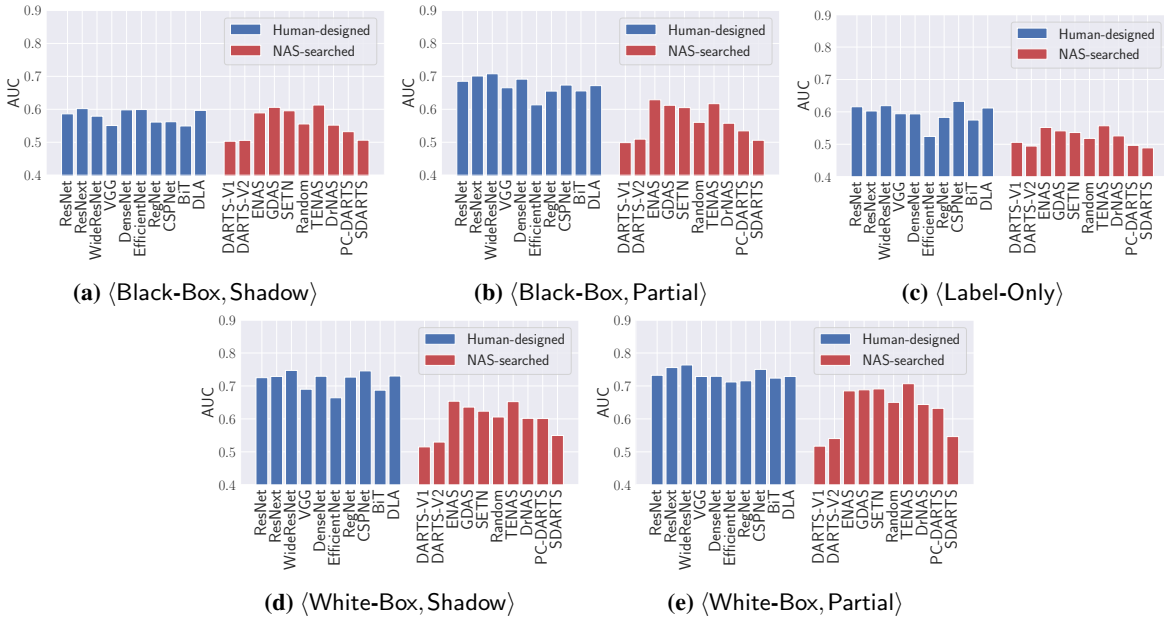 0.9
0.8
0.7
0.6
0.5
0.4
AUC
Human-designed
NAS-searched
ResNet
ResNext
WideResNet
VGG
DenseNet
EfficientNet
RegNet
CSPNet
BiT
DLA
DARTS-V1
DARTS-V2
ENAS
GDAS
SETN
Random
TENAS
DrNAS
PC-DARTS
SDARTS
(a) ⟨Black-Box, Shadow⟩
0.9
0.8
0.7
0.6
0.5
0.4
AUC
Human-designed
NAS-searched
ResNet
ResNext
WideResNet
VGG
DenseNet
EfficientNet
RegNet
CSPNet
BiT
DLA
DARTS-V1
DARTS-V2
ENAS
GDAS
SETN
Random
TENAS
DrNAS
PC-DARTS
SDARTS
(b) ⟨Black-Box, Partial⟩
0.9
0.8
0.7
0.6
0.5
0.4
AUC
Human-designed
NAS-searched
ResNet
ResNext
WideResNet
VGG
DenseNet
EfficientNet
RegNet
CSPNet
BiT
DLA
DARTS-V1
DARTS-V2
ENAS
GDAS
SETN
Random
TENAS
DrNAS
PC-DARTS
SDARTS
(c) ⟨Label-Only⟩
0.9
0.8
0.7
0.6
0.5
0.4
AUC
Human-designed
NAS-searched
ResNet
ResNext
WideResNet
VGG
DenseNet
EfficientNet
RegNet
CSPNet
BiT
DLA
DARTS-V1
DARTS-V2
ENAS
GDAS
SETN
Random
TENAS
DrNAS
PC-DARTS
SDARTS
(d) ⟨White-Box, Shadow⟩
0.9
0.8
0.7
0.6
0.5
0.4
AUC
Human-designed
NAS-searched
ResNet
ResNext
WideResNet
VGG
DenseNet
EfficientNet
RegNet
CSPNet
BiT
DLA
DARTS-V1
DARTS-V2
ENAS
GDAS
SETN
Random
TENAS
DrNAS
PC-DARTS
SDARTS
(e) ⟨White-Box, Partial⟩